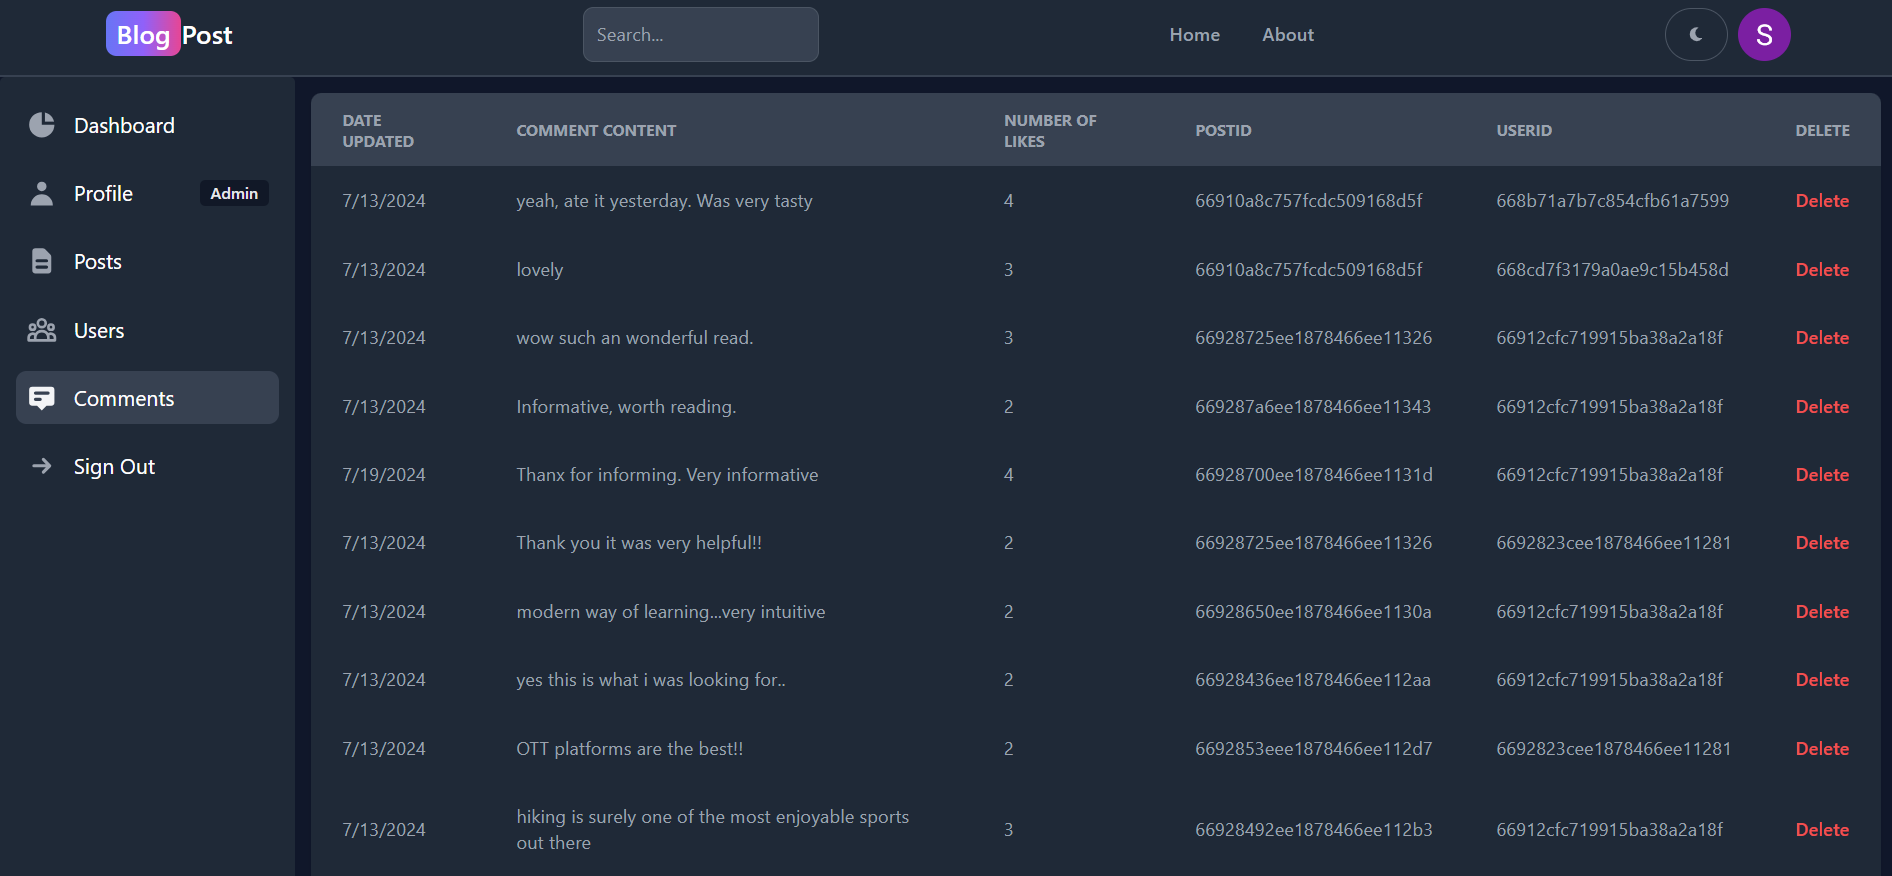 Blog Post
Search...
Home
About
S
Dashboard
Profile
Admin
Posts
Users
Comments
Sign Out
DATE UPDATED COMMENT CONTENT NUMBER OF LIKES POSTID USERID DELETE
7/13/2024 yeah, ate it yesterday. Was very tasty 4 66910a8c757fcdc509168d5f 668b71a7b7c854cfb61a7599 Delete
7/13/2024 lovely 3 66910a8c757fcdc509168d5f 668cd7f3179a0ae9c15b458d Delete
7/13/2024 wow such an wonderful read. 3 66928725ee1878466ee11326 66912cfc719915ba38a2a18f Delete
7/13/2024 Informative, worth reading. 2 669287a6ee1878466ee11343 66912cfc719915ba38a2a18f Delete
7/19/2024 Thanx for informing. Very informative 4 66928700ee1878466ee1131d 66912cfc719915ba38a2a18f Delete
7/13/2024 Thank you it was very helpful!! 2 66928725ee1878466ee11326 6692823cee1878466ee11281 Delete
7/13/2024 modern way of learning...very intuitive 2 66928650ee1878466ee1130a 66912cfc719915ba38a2a18f Delete
7/13/2024 yes this is what i was looking for.. 2 66928436ee1878466ee112aa 66912cfc719915ba38a2a18f Delete
7/13/2024 OTT platforms are the best!! 2 6692853eee1878466ee112d7 6692823cee1878466ee11281 Delete
7/13/2024 hiking is surely one of the most enjoyable sports out there 3 66928492ee1878466ee112b3 66912cfc719915ba38a2a18f Delete